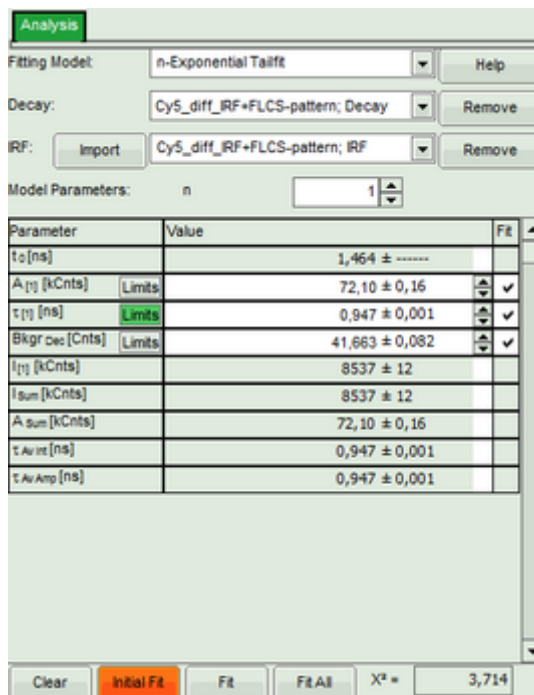 Analysis
Fitting Model: n-Exponential Tailfit Help
Decay: Cy5_diff_IRF+FLCS-pattern; Decay Remove
IRF: Import Cy5_diff_IRF+FLCS-pattern; IRF Remove
Model Parameters: n 1
Parameter Value Fit
t0[ns] 1,464 ± ------
A[1] [kCnts] Limits 72,10 ± 0,16
τ[1] [ns] Limits 0,947 ± 0,001
Bkgr Dec [Cnts] Limits 41,663 ± 0,082
I[1] [kCnts] 8537 ± 12
I Sum [kCnts] 8537 ± 12
A Sum [kCnts] 72,10 ± 0,16
τ Av Int [ns] 0,947 ± 0,001
τ Av Amp [ns] 0,947 ± 0,001
Clear Initial Fit Fit Fit All X² = 3,714